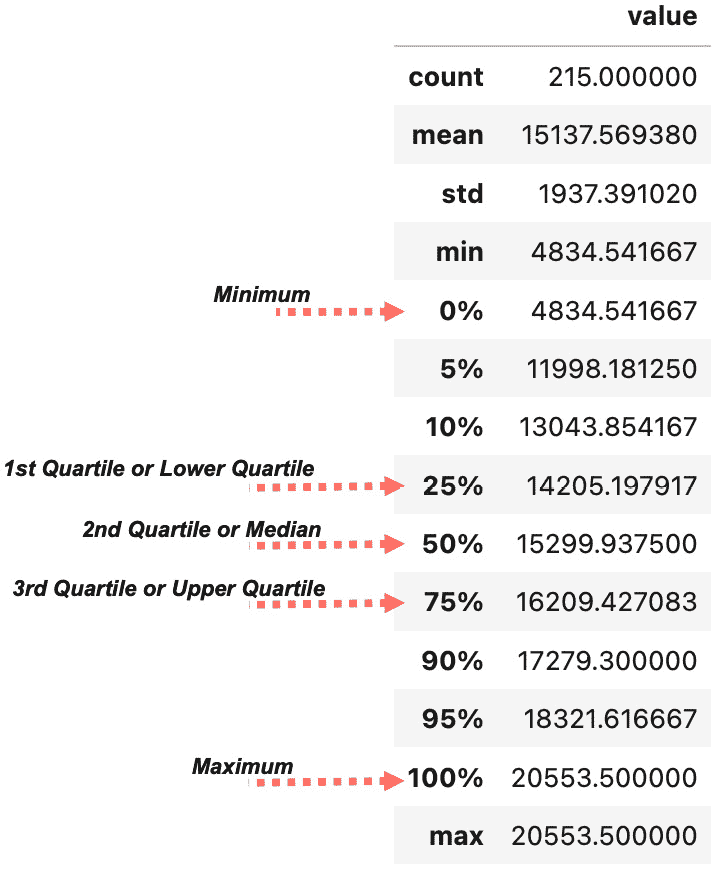 value
count 215.000000
mean 15137.569380
std 1937.391020
min 4834.541667
Minimum
0% 4834.541667
5% 11998.181250
10% 13043.854167
1st Quartile or Lower Quartile
25% 14205.197917
2nd Quartile or Median
50% 15299.937500
3rd Quartile or Upper Quartile
75% 16209.427083
90% 17279.300000
95% 18321.616667
Maximum
100% 20553.500000
max 20553.500000